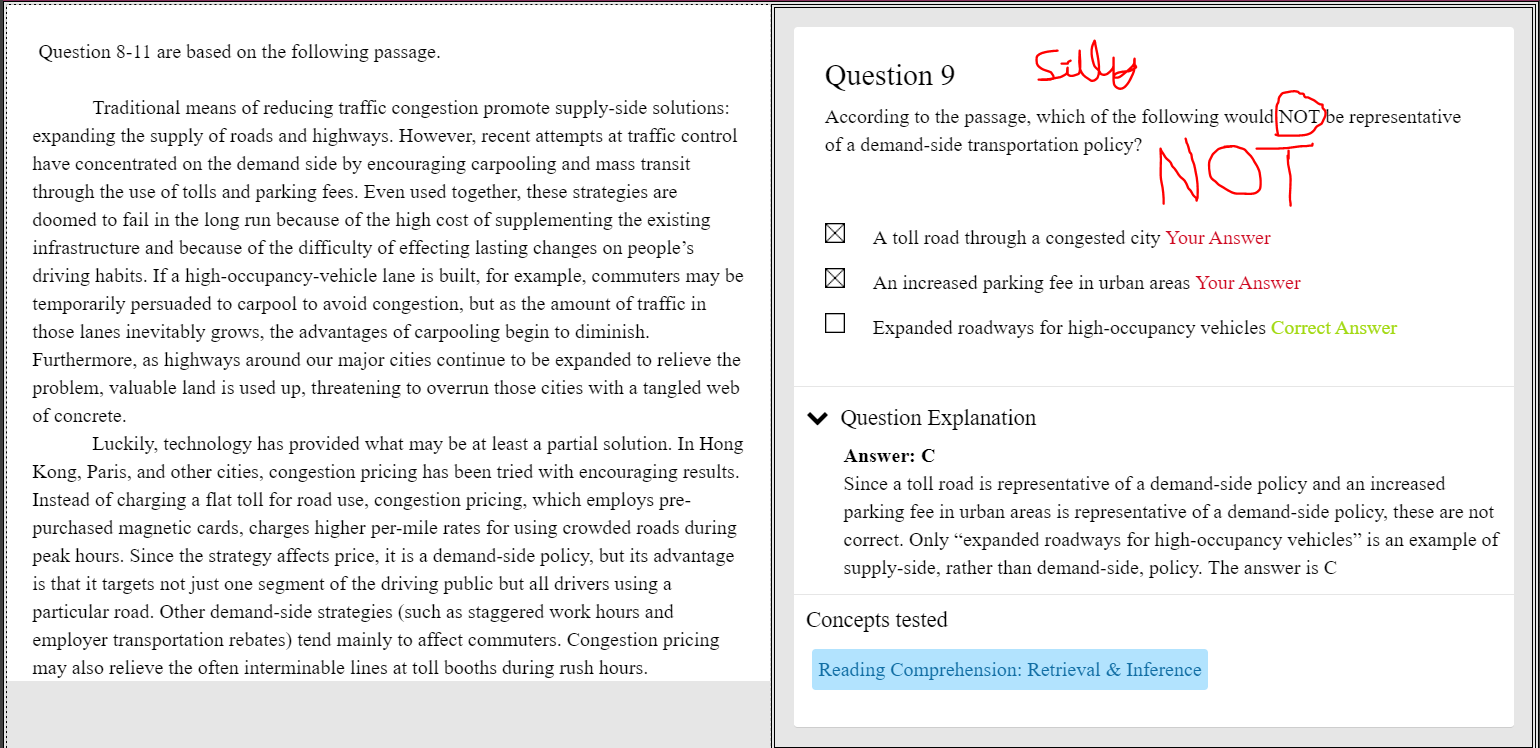 Question 8-11 are based on the following passage.
Traditional means of reducing traffic congestion promote supply-side solutions:
expanding the supply of roads and highways. However, recent attempts at traffic control
have concentrated on the demand side by encouraging carpooling and mass transit
through the use of tolls and parking fees. Even used together, these strategies are
doomed to fail in the long run because of the high cost of supplementing the existing
infrastructure and because of the difficulty of effecting lasting changes on people’s
driving habits. If a high-occupancy-vehicle lane is built, for example, commuters may be
temporarily persuaded to carpool to avoid congestion, but as the amount of traffic in
those lanes inevitably grows, the advantages of carpooling begin to diminish.
Furthermore, as highways around our major cities continue to be expanded to relieve the
problem, valuable land is used up, threatening to overrun those cities with a tangled web
of concrete.
Luckily, technology has provided what may be at least a partial solution. In Hong
Kong, Paris, and other cities, congestion pricing has been tried with encouraging results.
Instead of charging a flat toll for road use, congestion pricing, which employs pre-
purchased magnetic cards, charges higher per-mile rates for using crowded roads during
peak hours. Since the strategy affects price, it is a demand-side policy, but its advantage
is that it targets not just one segment of the driving public but all drivers using a
particular road. Other demand-side strategies (such as staggered work hours and
employer transportation rebates) tend mainly to affect commuters. Congestion pricing
may also relieve the often interminable lines at toll booths during rush hours.
Silly
Question 9
According to the passage, which of the following would NOT be representative
of a demand-side transportation policy?
NOT
A toll road through a congested city Your Answer
An increased parking fee in urban areas Your Answer
Expanded roadways for high-occupancy vehicles Correct Answer
Question Explanation
Answer: C
Since a toll road is representative of a demand-side policy and an increased
parking fee in urban areas is representative of a demand-side policy, these are not
correct. Only “expanded roadways for high-occupancy vehicles” is an example of
supply-side, rather than demand-side, policy. The answer is C
Concepts tested
Reading Comprehension: Retrieval & Inference